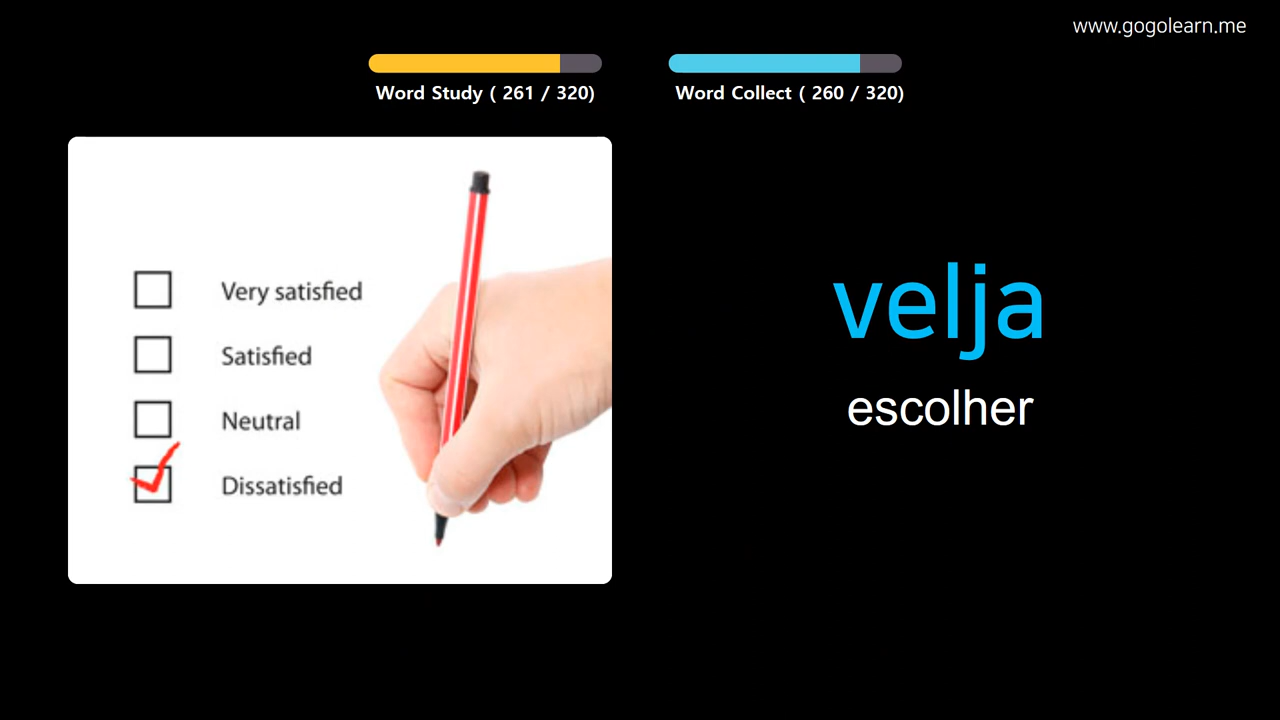 www.gogolearn.me
Word Study ( 261 / 320)
Word Collect ( 260 / 320)
Very satisfied
Satisfied
Neutral
Dissatisfied
velja
escolher